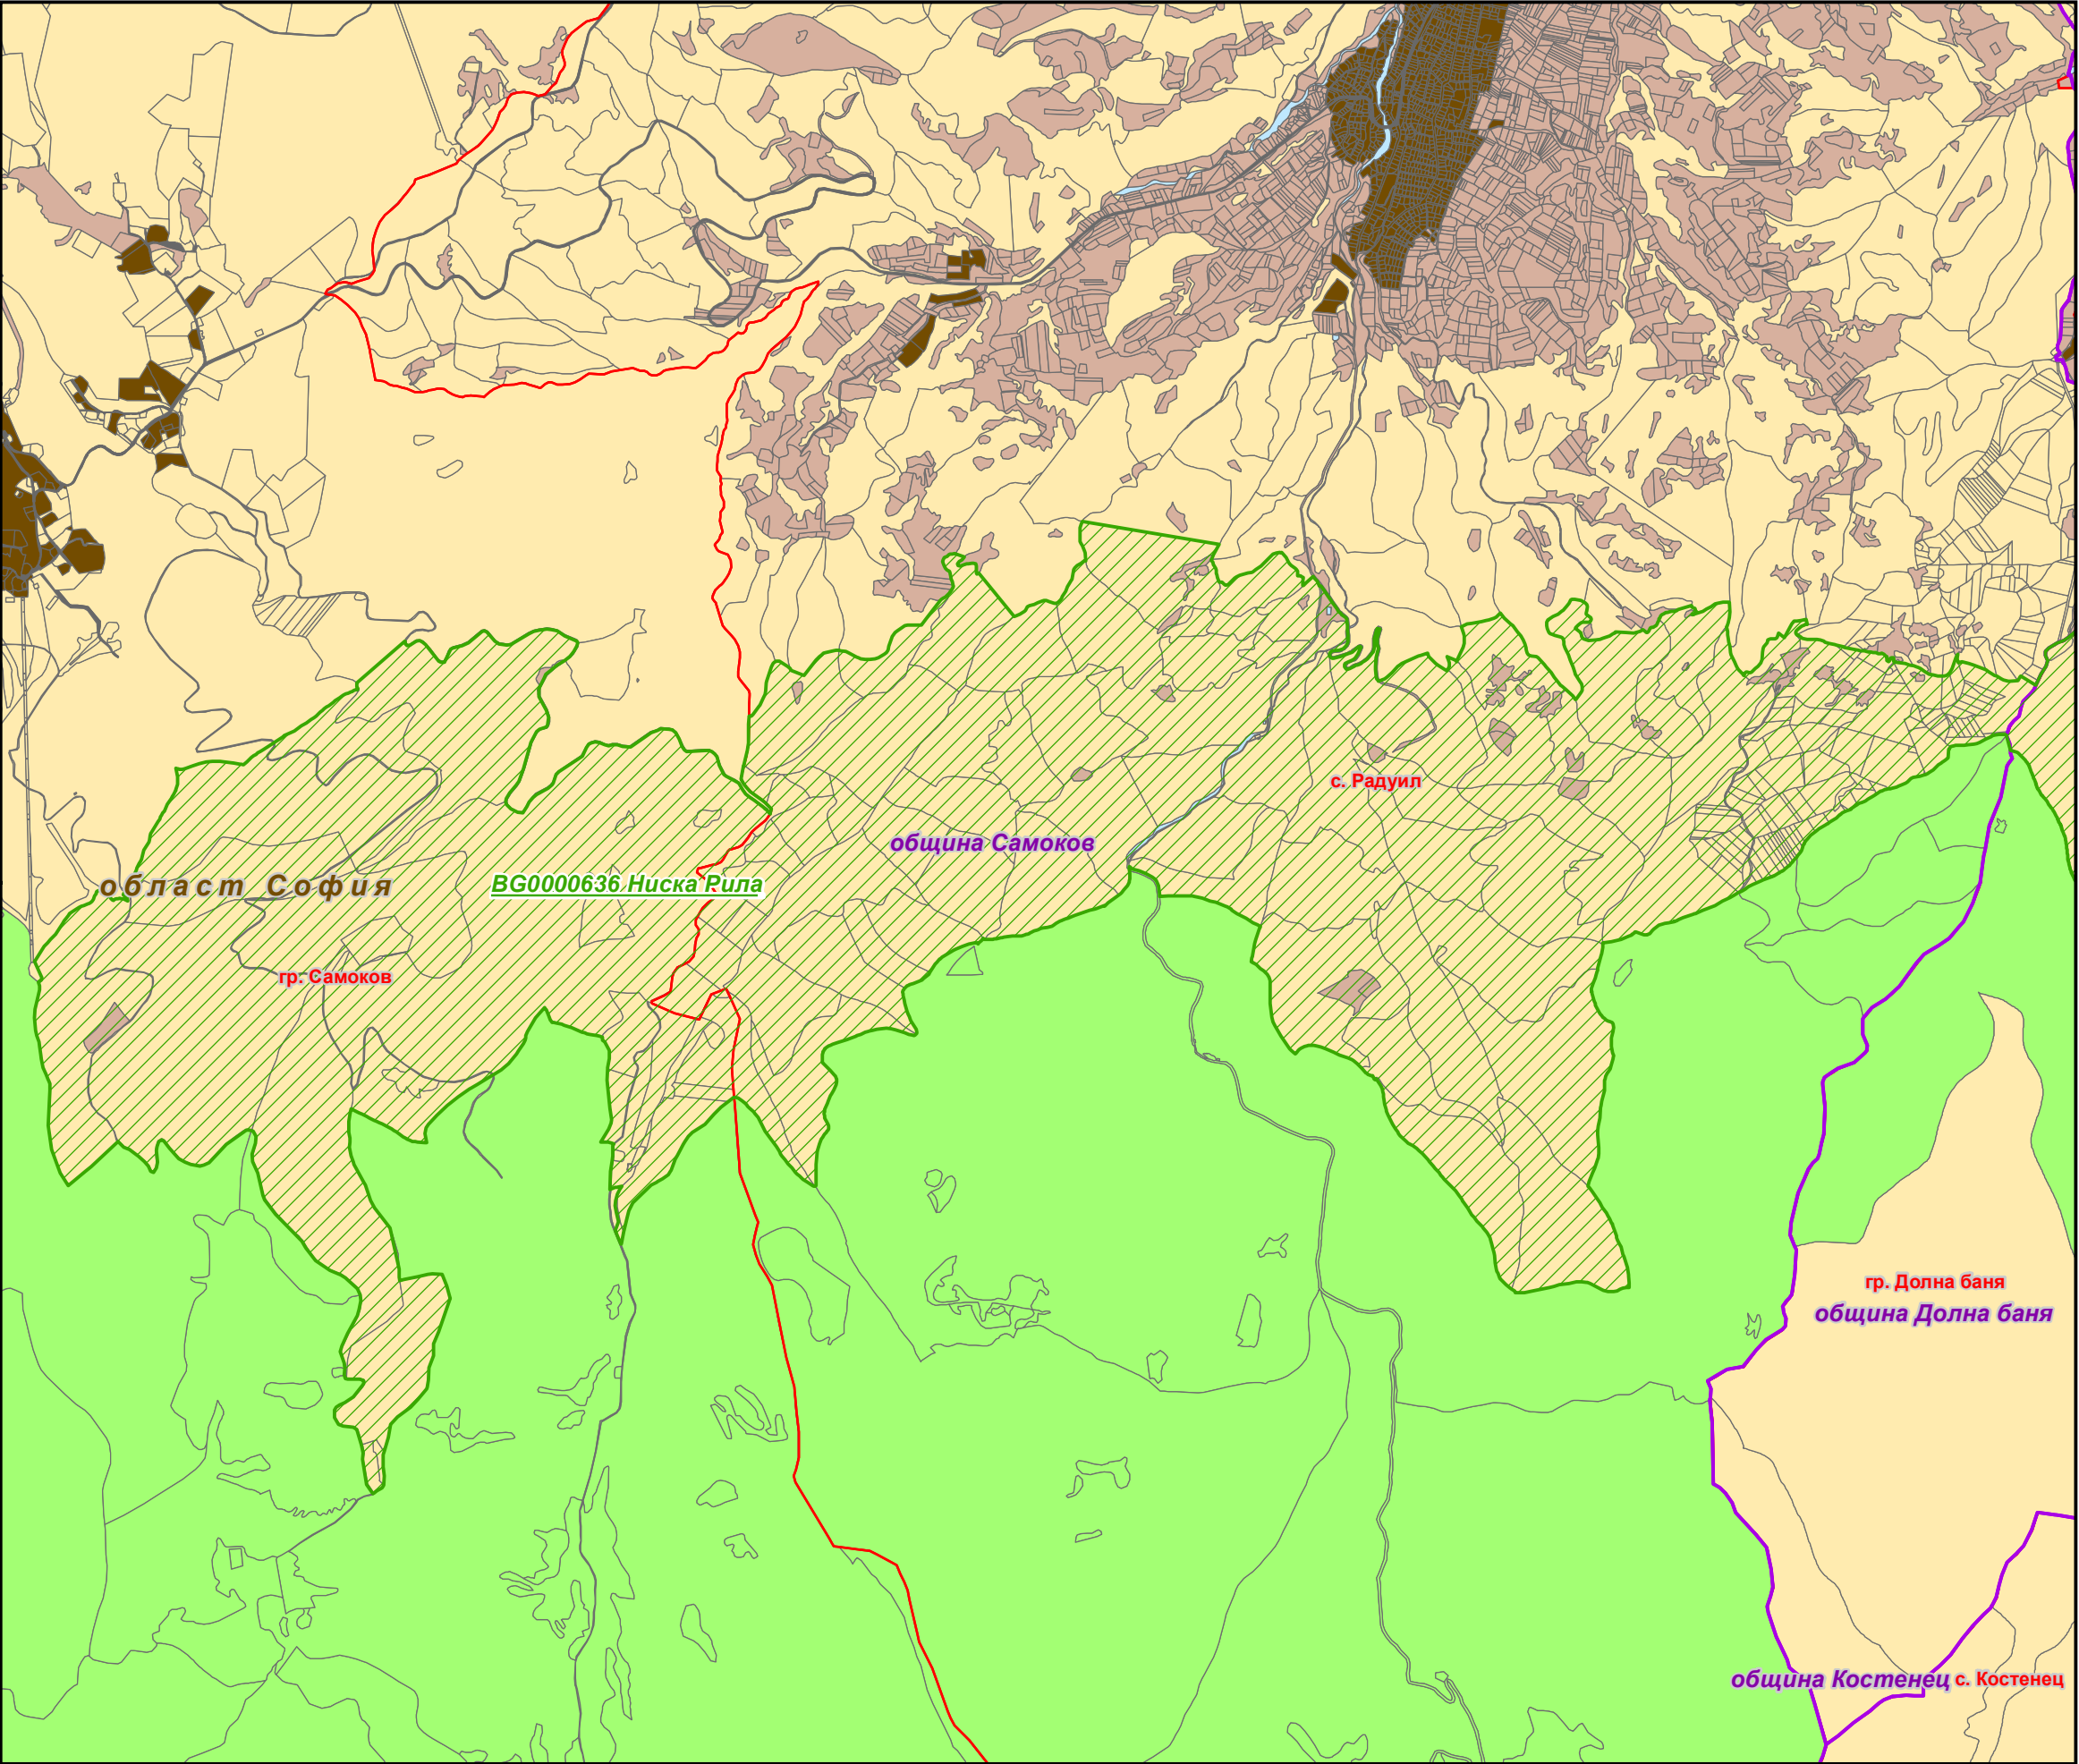 с. Радуил
община Самоков
област София
BG0000636 Ниска Рила
гр. Самоков
гр. Долна баня
община Долна баня
община Костенец
с. Костенец